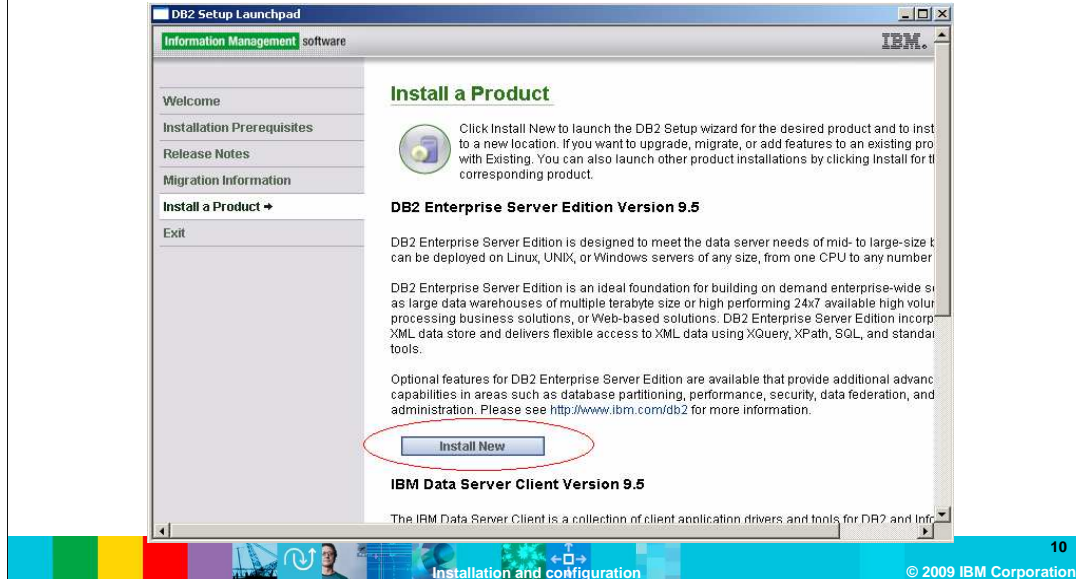 DB2 Setup Launchpad
Information Management software
IBM.
Welcome
Installation Prerequisites
Release Notes
Migration Information
Install a Product
Exit
Install a Product
Click Install New to launch the DB2 Setup wizard for the desired product and to inst
to a new location. If you want to upgrade, migrate, or add features to an existing pro
with Existing. You can also launch other product installations by clicking Install for t
corresponding product.
DB2 Enterprise Server Edition Version 9.5
DB2 Enterprise Server Edition is designed to meet the data server needs of mid- to large-size
can be deployed on Linux, UNIX, or Windows servers of any size, from one CPU to any number
DB2 Enterprise Server Edition is an ideal foundation for building on demand enterprise-wide s
as large data warehouses of multiple terabyte size or high performing 24x7 available high volu
processing business solutions, or Web-based solutions. DB2 Enterprise Server Edition incorp
XML data store and delivers flexible access to XML data using XQuery, XPath, SQL, and standa
tools.
Optional features for DB2 Enterprise Server Edition are available that provide additional advanc
capabilities in areas such as database partitioning, performance, security, data federation, and
administration. Please see http://www.ibm.com/db2 for more information.
Install New
IBM Data Server Client Version 9.5
The IBM Data Server Client is a collection of client application drivers and tools for DB2 and Info
10
Installation and configuration
© 2009 IBM Corporation